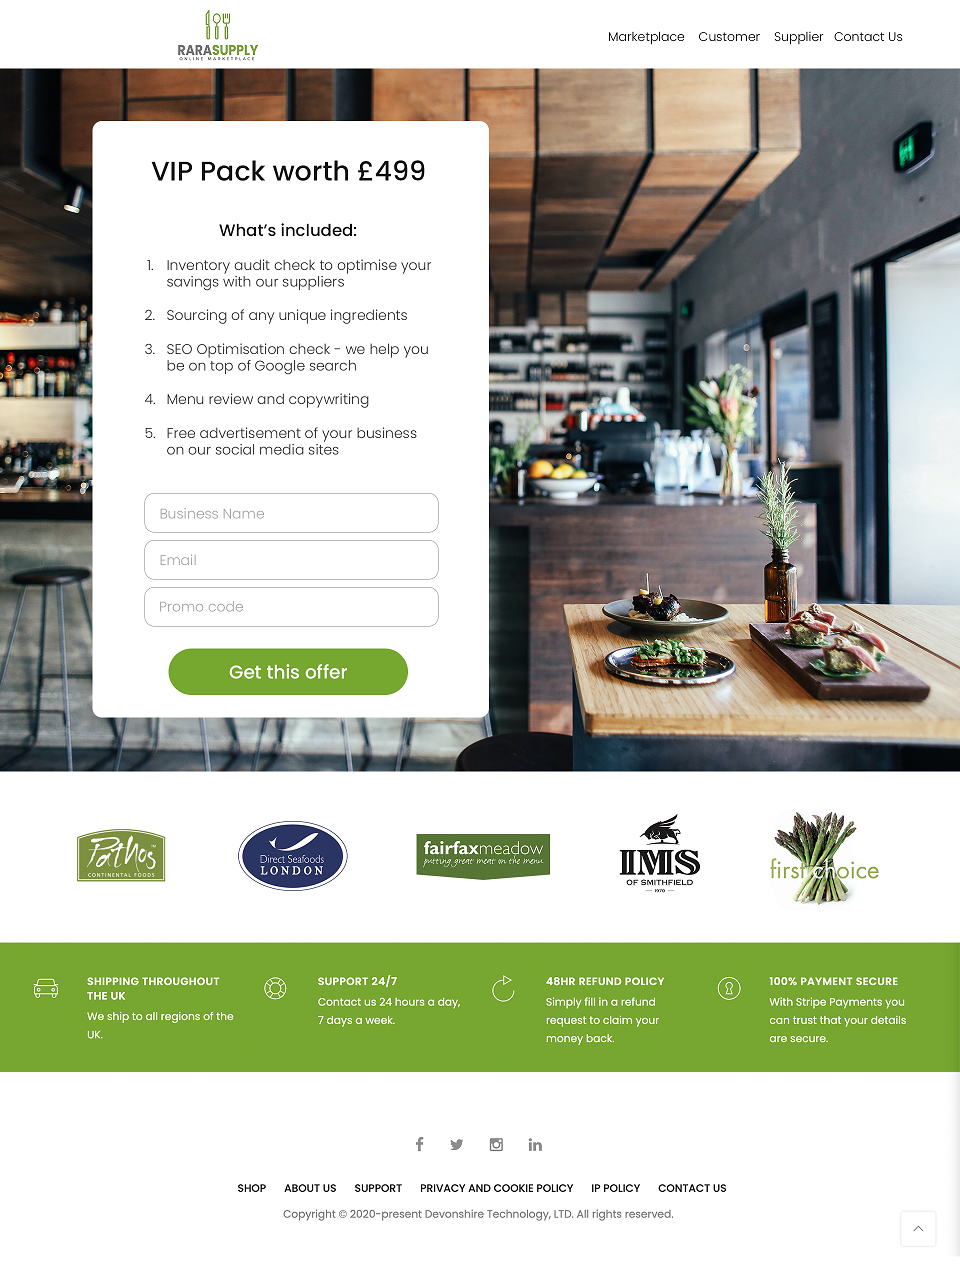 RARASUPPLY
ONLINE MARKETPLACE
Marketplace Customer Supplier Contact Us
VIP Pack worth £499
What's included:
1. Inventory audit check to optimise your
savings with our suppliers
2. Sourcing of any unique ingredients
3. SEO Optimisation check - we help you
be on top of Google search
4. Menu review and copywriting
5. Free advertisement of your business
on our social media sites
Business Name
Email
Promo code
Get this offer
Pathos
CONTINENTAL FOODS
Direct Seafoods
LONDON
fairfaxmeadow
putting great meat on the menu
IMS
OF SMITHFIELD
1970
first choice
SHIPPING THROUGHOUT
THE UK
We ship to all regions of the
UK.
SUPPORT 24/7
Contact us 24 hours a day,
7 days a week.
48HR REFUND POLICY
Simply fill in a refund
request to claim your
money back.
100% PAYMENT SECURE
With Stripe Payments you
can trust that your details
are secure.
SHOP ABOUT US SUPPORT PRIVACY AND COOKIE POLICY IP POLICY CONTACT US
Copyright © 2020-present Devonshire Technology, LTD. All rights reserved.